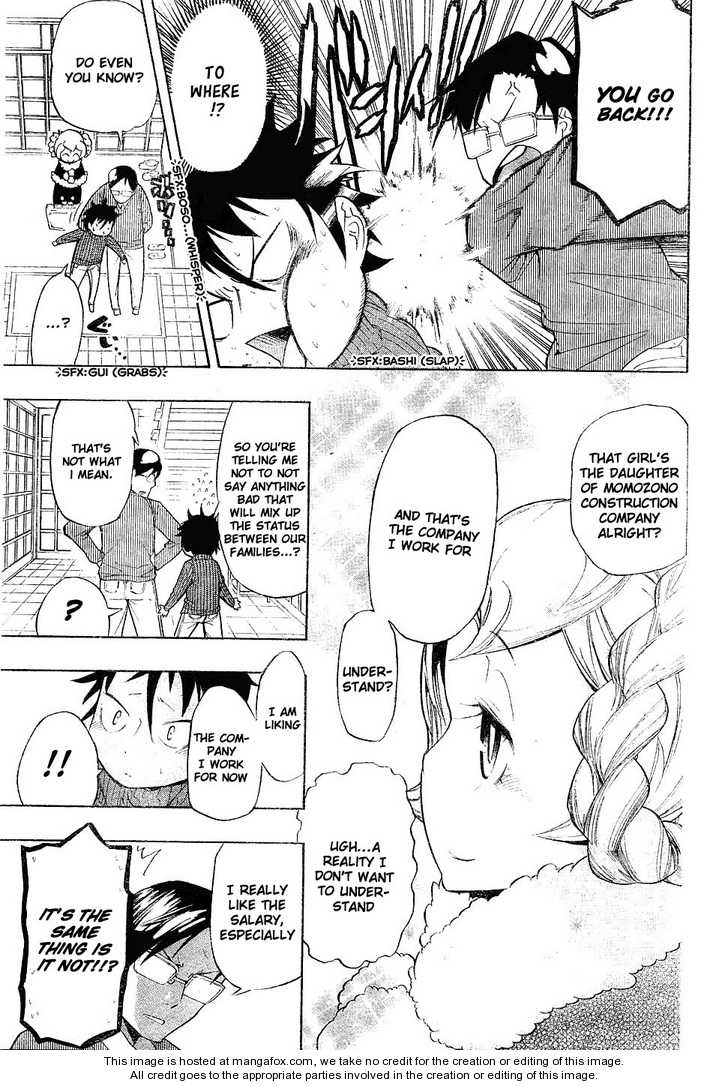 YOU GO
BACK!!!
TO
WHERE
!?
SFX:BASHI (SLAP)
DO EVEN
YOU KNOW?
SFX:BOSO... (WHISPER)
...?
SFX:GUI (GRABS)
THAT GIRL'S
THE DAUGHTER
OF MOMOZONO
CONSTRUCTION
COMPANY
ALRIGHT?
AND THAT'S
THE COMPANY
I WORK FOR
UNDER-
STAND?
UGH...A
REALITY I
DON'T WANT
TO UNDER-
STAND
SO YOU'RE
TELLING ME
NOT TO NOT
SAY ANYTHING
BAD THAT
WILL MIX UP
THE STATUS
BETWEEN OUR
FAMILIES...?
THAT'S
NOT WHAT
I MEAN.
?
I AM
LIKING
THE COM-
PANY
I WORK
FOR NOW
!!
I REALLY
LIKE THE
SALARY,
ESPECIALLY
IT'S THE
SAME
THING IS
IT NOT!!?
This image is hosted at mangafox.com, we take no credit for the creation or editing of this image.
All credit goes to the appropriate parties involved in the creation or editing of this image.